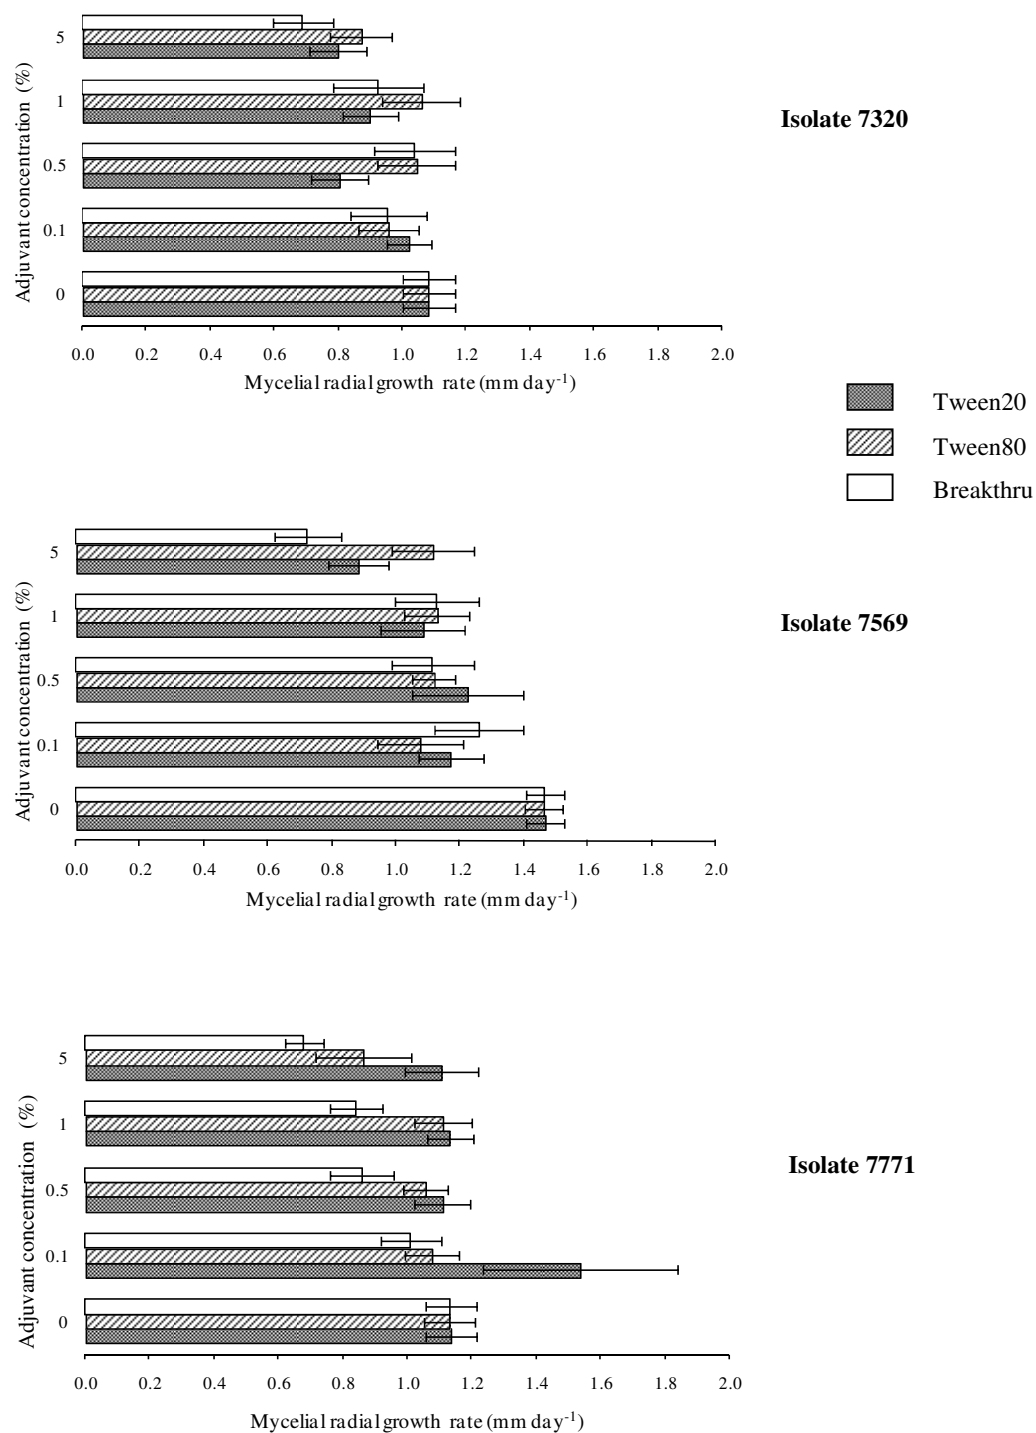 Adjuvant concentration (%)
5
1
0.5
0.1
0
0.0 0.2 0.4 0.6 0.8 1.0 1.2 1.4 1.6 1.8 2.0
Mycelial radial growth rate (mm day-1)
Isolate 7320
Tween20
Tween80
Breakthru
Adjuvant concentration (%)
5
1
0.5
0.1
0
0.0 0.2 0.4 0.6 0.8 1.0 1.2 1.4 1.6 1.8 2.0
Mycelial radial growth rate (mm day-1)
Isolate 7569
Adjuvant concentration (%)
5
1
0.5
0.1
0
0.0 0.2 0.4 0.6 0.8 1.0 1.2 1.4 1.6 1.8 2.0
Mycelial radial growth rate (mm day-1)
Isolate 7771